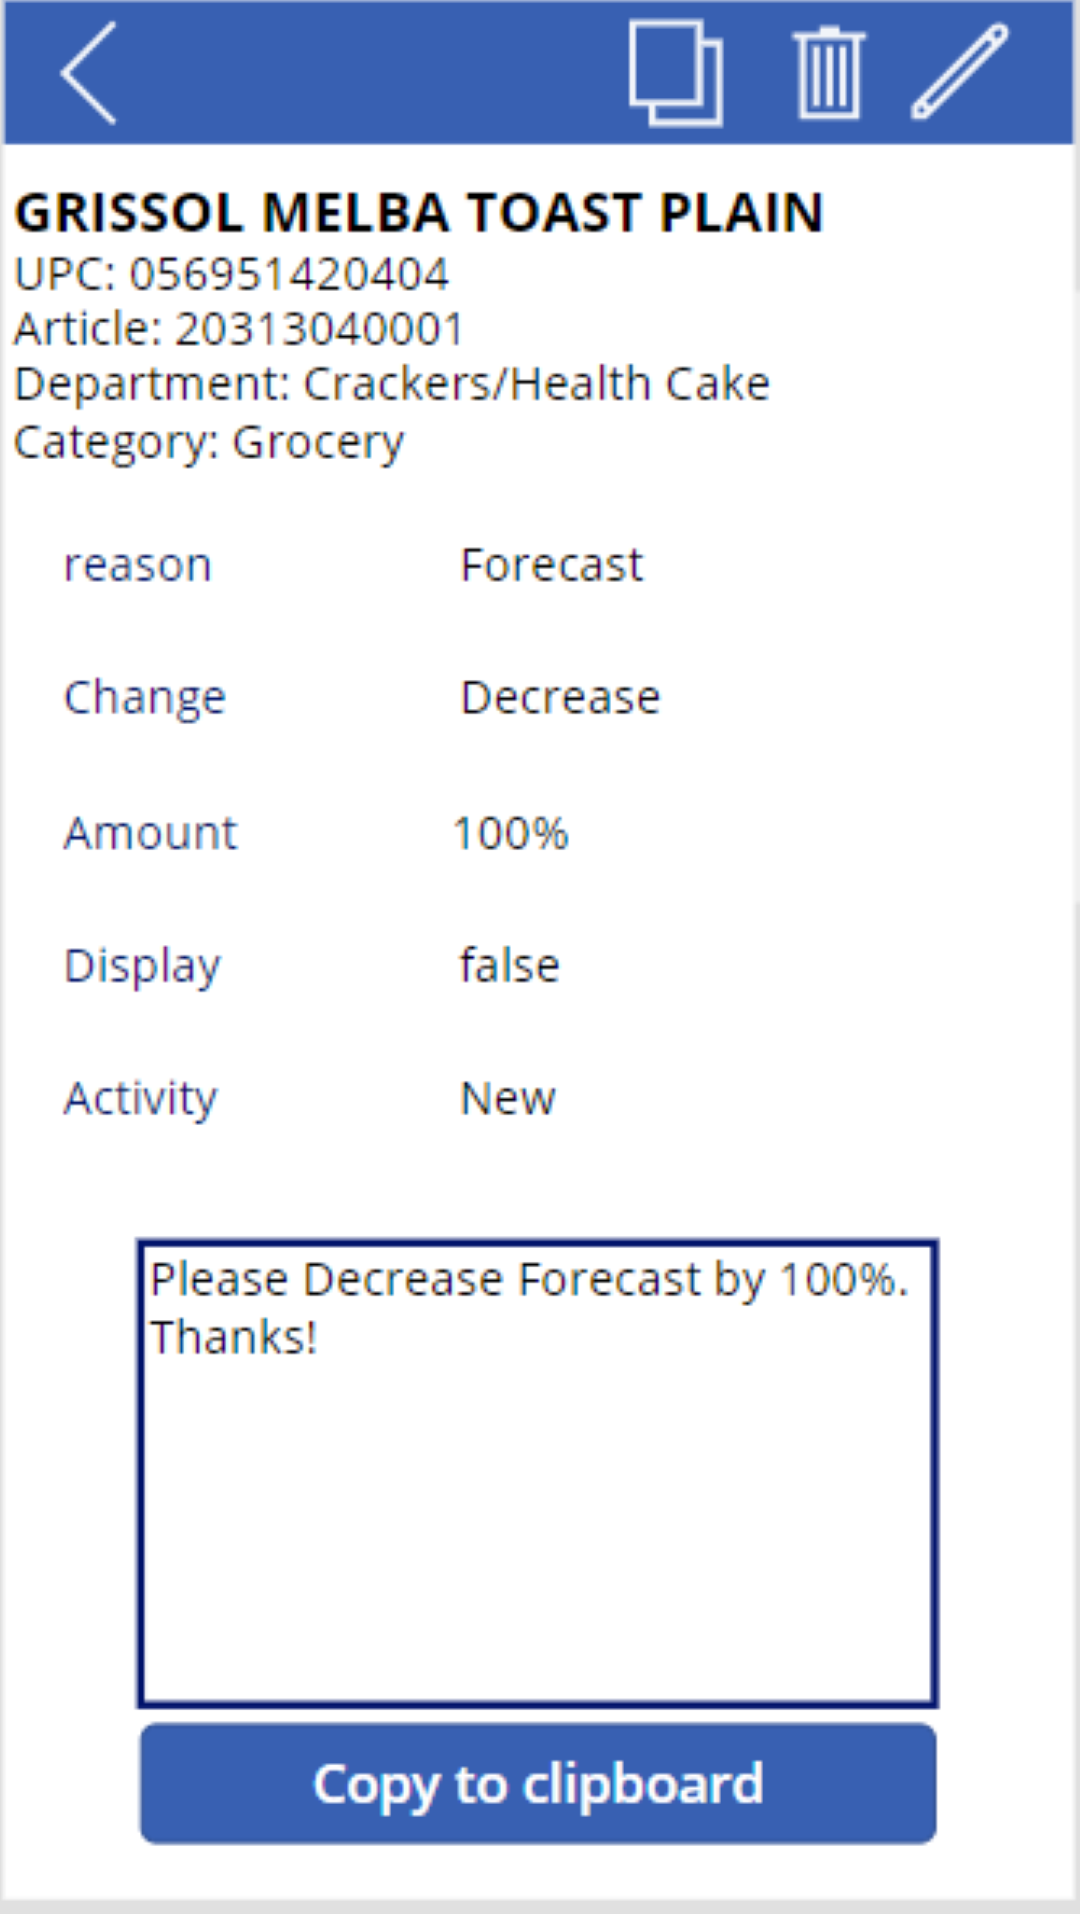 GRISSOL MELBA TOAST PLAIN
UPC: 056951420404
Article: 20313040001
Department: Crackers/Health Cake
Category: Grocery
reason Forecast
Change Decrease
Amount 100%
Display false
Activity New
Please Decrease Forecast by 100%.
Thanks!
Copy to clipboard